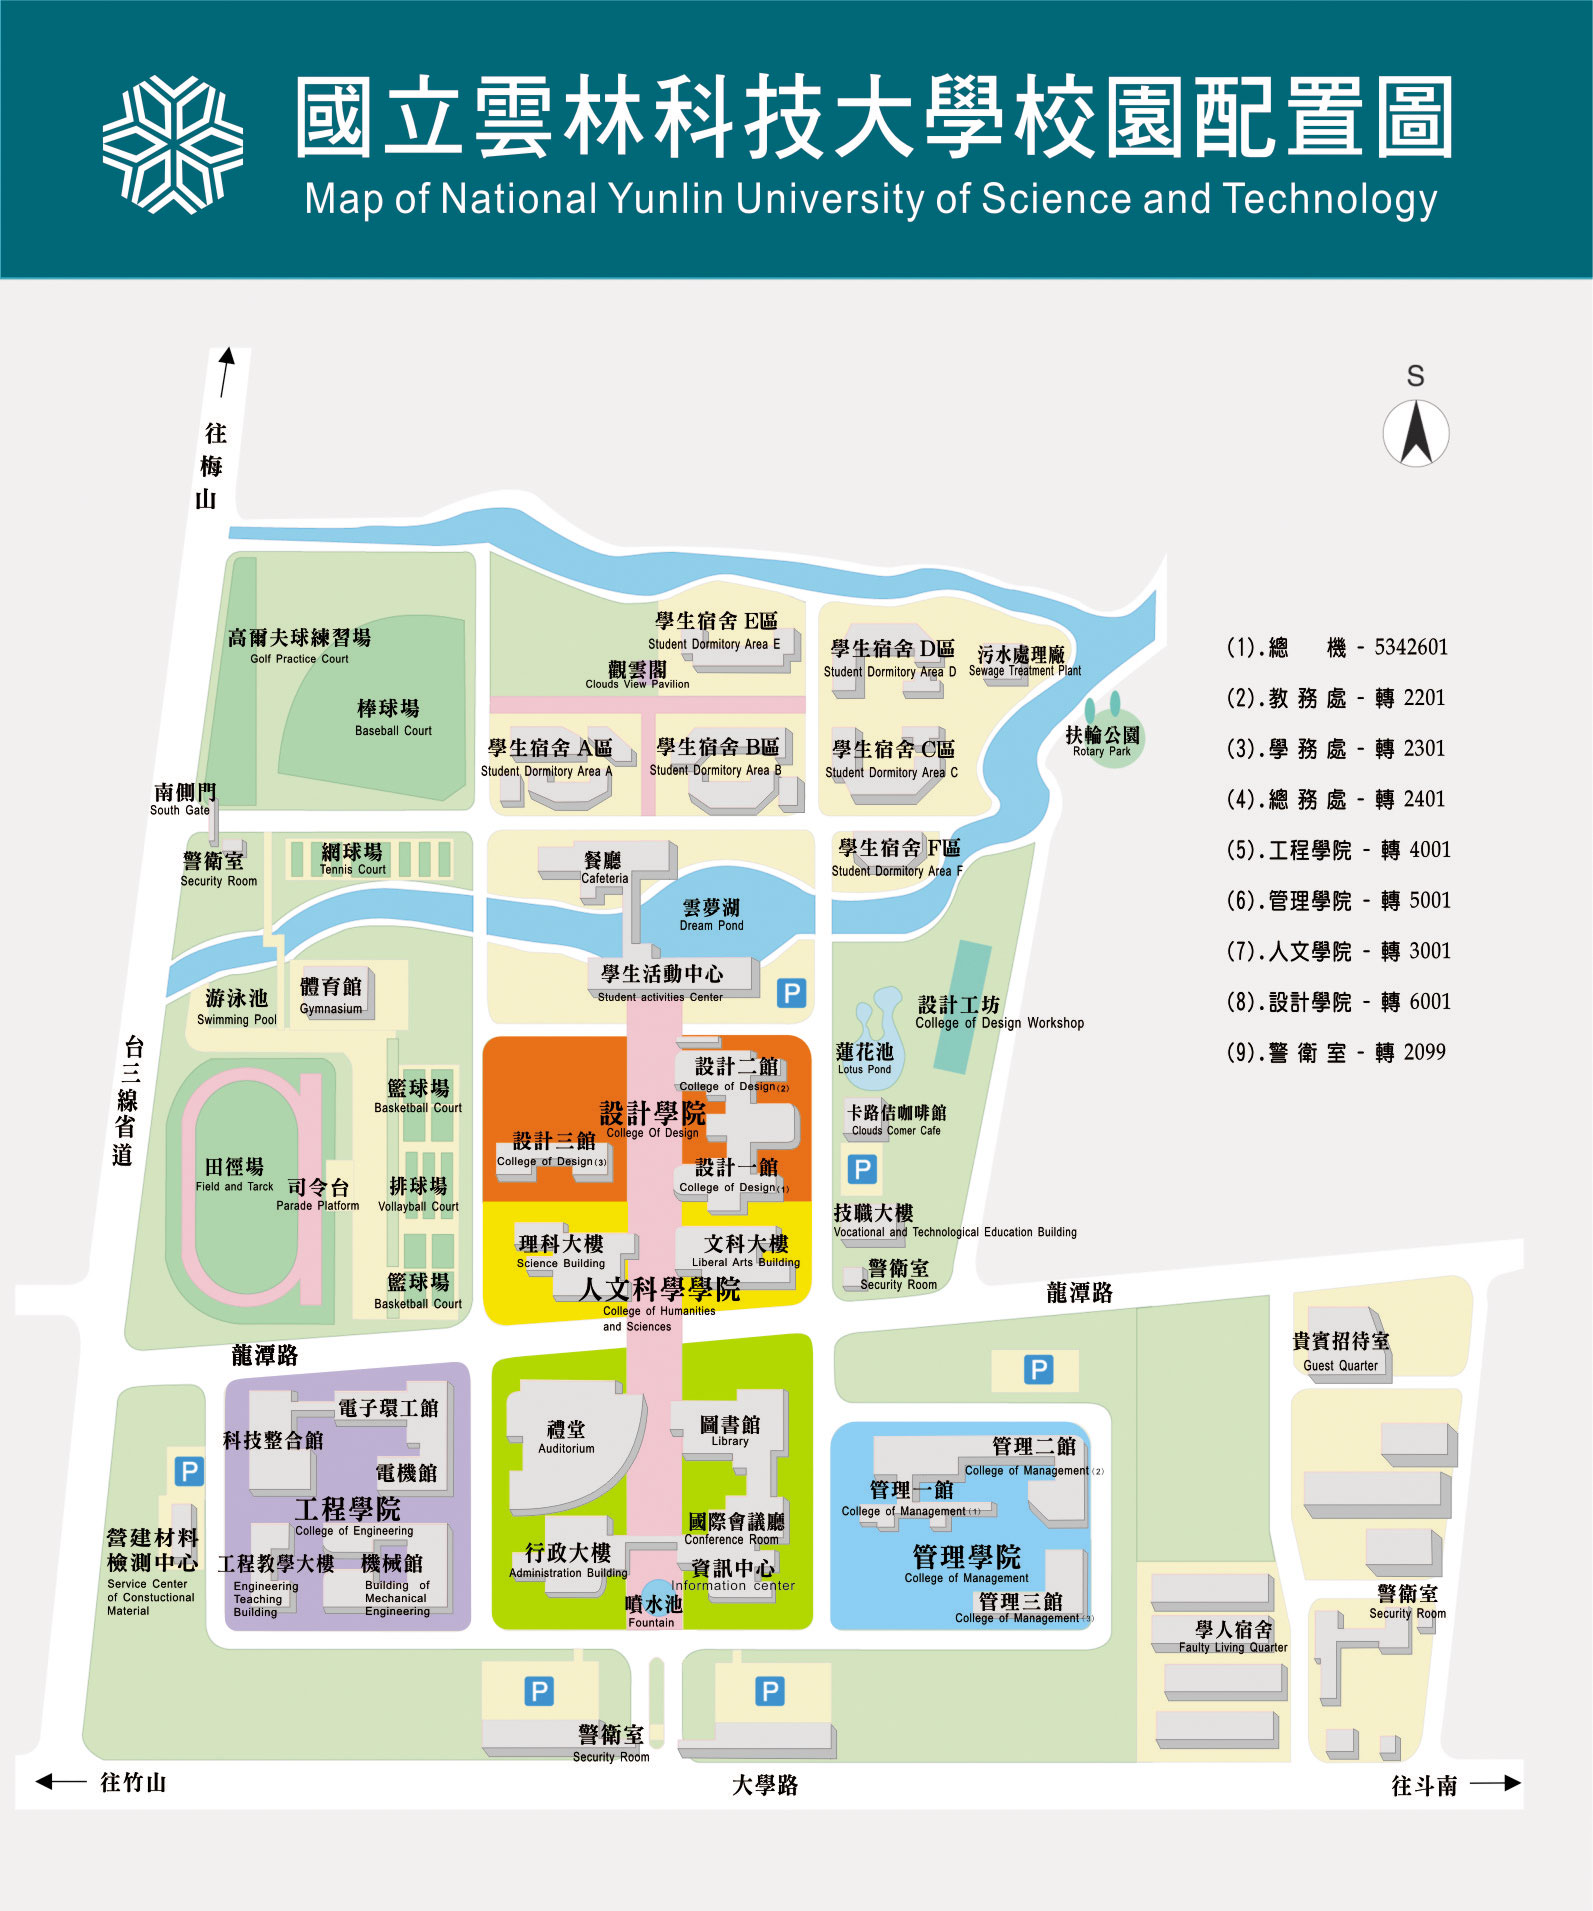 國立雲林科技大學校園配置圖
Map of National Yunlin University of Science and Technology
S
往梅山
高爾夫球練習場
Golf Practice Court
棒球場
Baseball Court
學生宿舍 E區
Student Dormitory Area E
觀雲閣
Clouds View Pavilion
學生宿舍 D區
Student Dormitory Area D
污水處理廠
Sewage Treatment Plant
扶輪公園
Rotary Park
學生宿舍 A區
Student Dormitory Area A
學生宿舍 B區
Student Dormitory Area B
學生宿舍 C區
Student Dormitory Area C
(1).總 機 - 5342601
(2).教 務 處 - 轉 2201
(3).學 務 處 - 轉 2301
(4).總 務 處 - 轉 2401
(5).工程學院 - 轉 4001
(6).管理學院 - 轉 5001
(7).人文學院 - 轉 3001
(8).設計學院 - 轉 6001
(9).警 衛 室 - 轉 2099
南側門
South Gate
警衛室
Security Room
網球場
Tennis Court
餐廳
Cafeteria
學生宿舍 F區
Student Dormitory Area F
雲夢湖
Dream Pond
學生活動中心
Student activities Center
P
游泳池
Swimming Pool
體育館
Gymnasium
設計工坊
College of Design Workshop
蓮花池
Lotus Pond
台三線省道
籃球場
Basketball Court
設計二館
College of Design(2)
設計學院
College Of Design
設計三館
College of Design(3)
設計一館
College of Design(1)
卡路佶咖啡館
Clouds Comer Cafe
P
田徑場
Field and Tarck
司令台
Parade Platform
排球場
Vollayball Court
技職大樓
Vocational and Technological Education Building
理科大樓
Science Building
文科大樓
Liberal Arts Building
人文科學學院
College of Humanities
and Sciences
籃球場
Basketball Court
警衛室
Security Room
龍潭路
龍潭路
貴賓招待室
Guest Quarter
P
電子環工館
科技整合館
電機館
工程學院
College of Engineering
工程教學大樓
Engineering
Teaching
Building
機械館
Building of
Mechanical
Engineering
P
營建材料
檢測中心
Service Center
of Constuctional
Material
禮堂
Auditorium
圖書館
Library
國際會議廳
Conference Room
行政大樓
Administration Building
資訊中心
Information center
噴水池
Fountain
管理二館
College of Management(2)
管理一館
College of Management(1)
管理學院
College of Management
管理三館
College of Management(3)
警衛室
Security Room
學人宿舍
Faulty Living Quarter
P
P
警衛室
Security Room
往竹山
大學路
往斗南